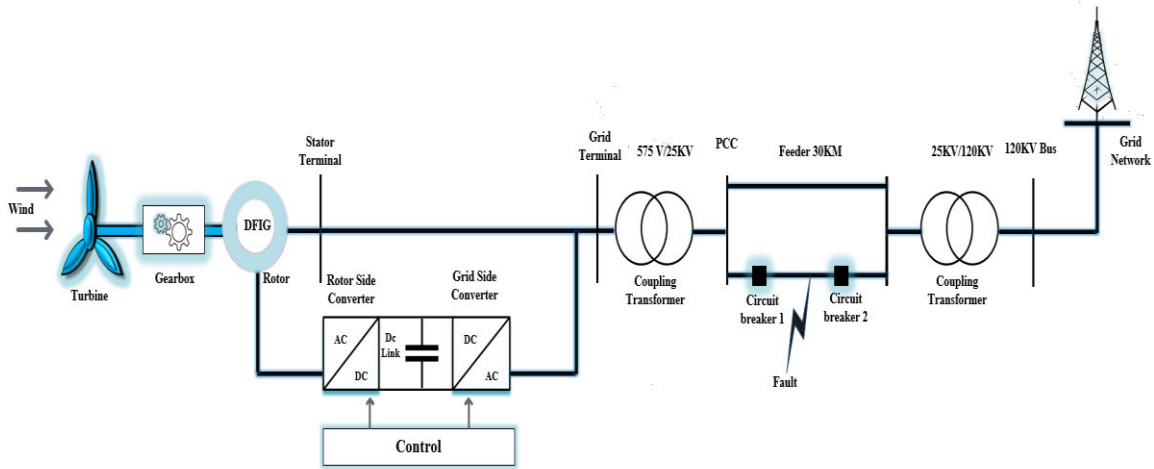 Wind
Turbine
Gearbox
DFIG
Rotor
Stator
Terminal
Rotor Side
Converter
Grid Side
Converter
AC
DC
Dc
Link
DC
AC
Control
Grid
Terminal
575 V/25KV
Coupling
Transformer
PCC
Feeder 30KM
Circuit
breaker 1
Circuit
breaker 2
Fault
25KV/120KV
Coupling
Transformer
120KV Bus
Grid
Network